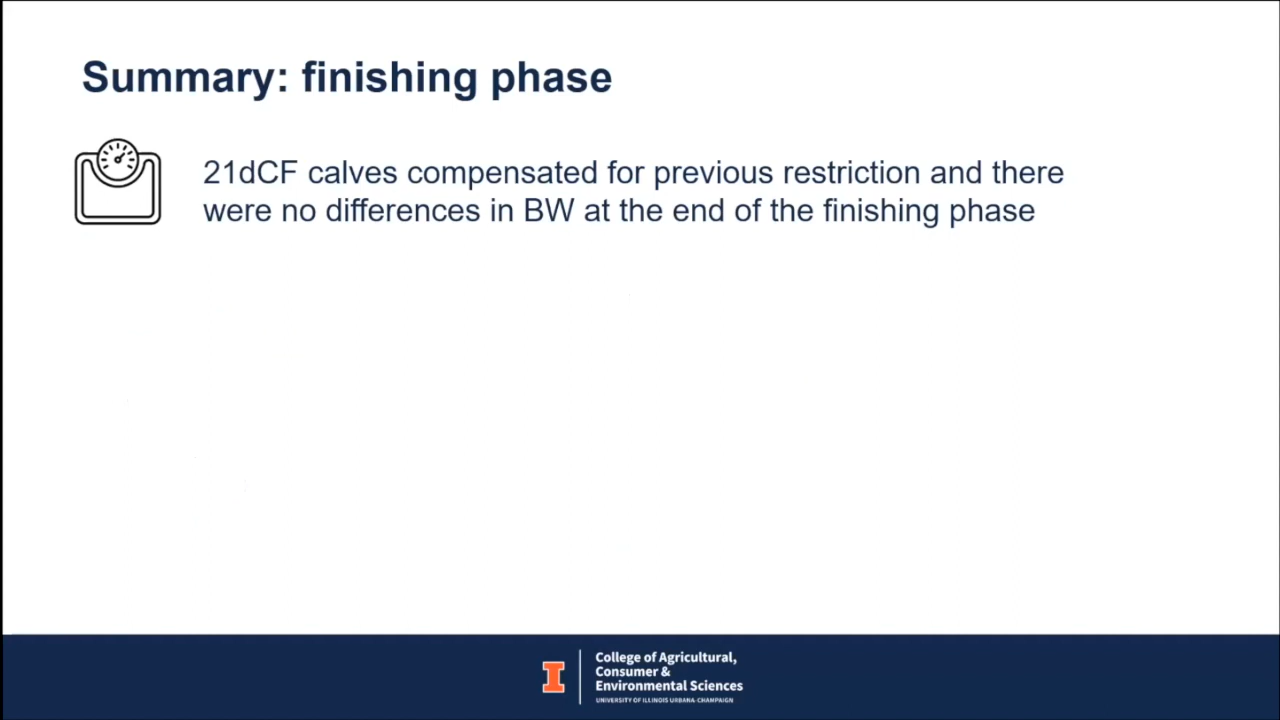 Summary: finishing phase
21dCF calves compensated for previous restriction and there
were no differences in BW at the end of the finishing phase
I
College of Agricultural,
Consumer &
Environmental Sciences
UNIVERSITY OF ILLINOIS URBANA-CHAMPAIGN